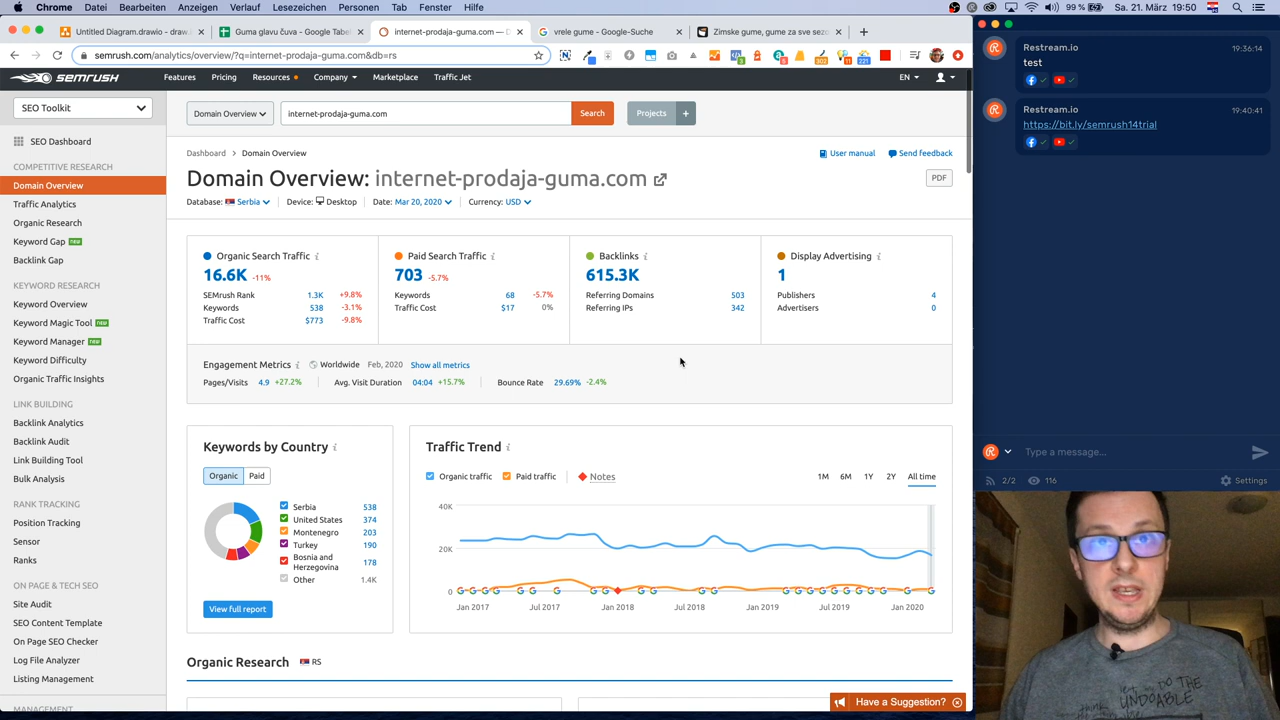 Chrome Datei Bearbeiten Anzeigen Verlauf Lesezeichen Personen Tab Fenster Hilfe
99 % Sa. 21. März 19:50
Untitled Diagram.drawio - draw.
Guma glavu čuva - Google Tabel
internet-prodaja-guma.com —
vrele gume - Google-Suche
Zimske gume, gume za sve sezo
semrush.com/analytics/overview/?q=internet-prodaja-guma.com&db=rs
SEMRUSH
Features Pricing Resources Company Marketplace Traffic Jet EN
SEO Toolkit
SEO Dashboard
COMPETITIVE RESEARCH
Domain Overview
Traffic Analytics
Organic Research
Keyword Gap new
Backlink Gap
KEYWORD RESEARCH
Keyword Overview
Keyword Magic Tool new
Keyword Manager new
Keyword Difficulty
Organic Traffic Insights
LINK BUILDING
Backlink Analytics
Backlink Audit
Link Building Tool
Bulk Analysis
RANK TRACKING
Position Tracking
Sensor
Ranks
ON PAGE & TECH SEO
Site Audit
SEO Content Template
On Page SEO Checker
Log File Analyzer
Listing Management
MANAGEMENT
Domain Overview internet-prodaja-guma.com Search Projects +
Dashboard > Domain Overview
User manual Send feedback
Domain Overview: internet-prodaja-guma.com
PDF
Database: Serbia Device: Desktop Date: Mar 20, 2020 Currency: USD
Organic Search Traffic
16.6K -11%
SEMrush Rank 1.3K +9.8%
Keywords 538 -3.1%
Traffic Cost $773 -9.8%
Paid Search Traffic
703 -5.7%
Keywords 68 -5.7%
Traffic Cost $17 0%
Backlinks
615.3K
Referring Domains 503
Referring IPs 342
Display Advertising
1
Publishers 4
Advertisers 0
Engagement Metrics Worldwide Feb, 2020 Show all metrics
Pages/Visits 4.9 +27.2% Avg. Visit Duration 04:04 +15.7% Bounce Rate 29.69% -2.4%
Keywords by Country
Organic Paid
Serbia 538
United States 374
Montenegro 203
Turkey 190
Bosnia and
Herzegovina 178
Other 1.4K
View full report
Traffic Trend
Organic traffic Paid traffic Notes 1M 6M 1Y 2Y All time
40K
20K
0
Jan 2017 Jul 2017 Jan 2018 Jul 2018 Jan 2019 Jul 2019 Jan 2020
Organic Research RS
Have a Suggestion?
Restream.io 19:36:14
test
Restream.io 19:40:41
https://bit.ly/semrush14trial
Type a message...
2/2 116 Settings
DO THE
UNDOABLE